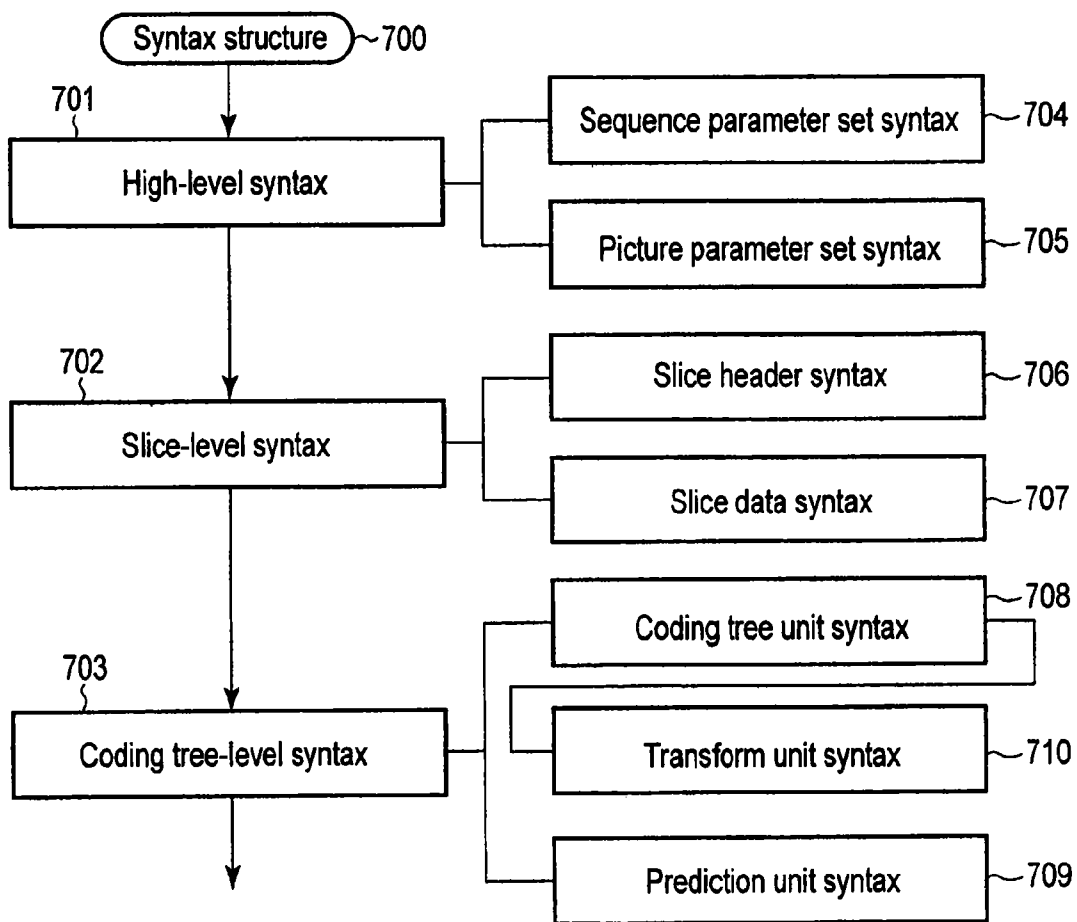 Syntax structure 700
701
High-level syntax
Sequence parameter set syntax 704
Picture parameter set syntax 705
702
Slice-level syntax
Slice header syntax 706
Slice data syntax 707
703
Coding tree-level syntax
Coding tree unit syntax 708
Transform unit syntax 710
Prediction unit syntax 709